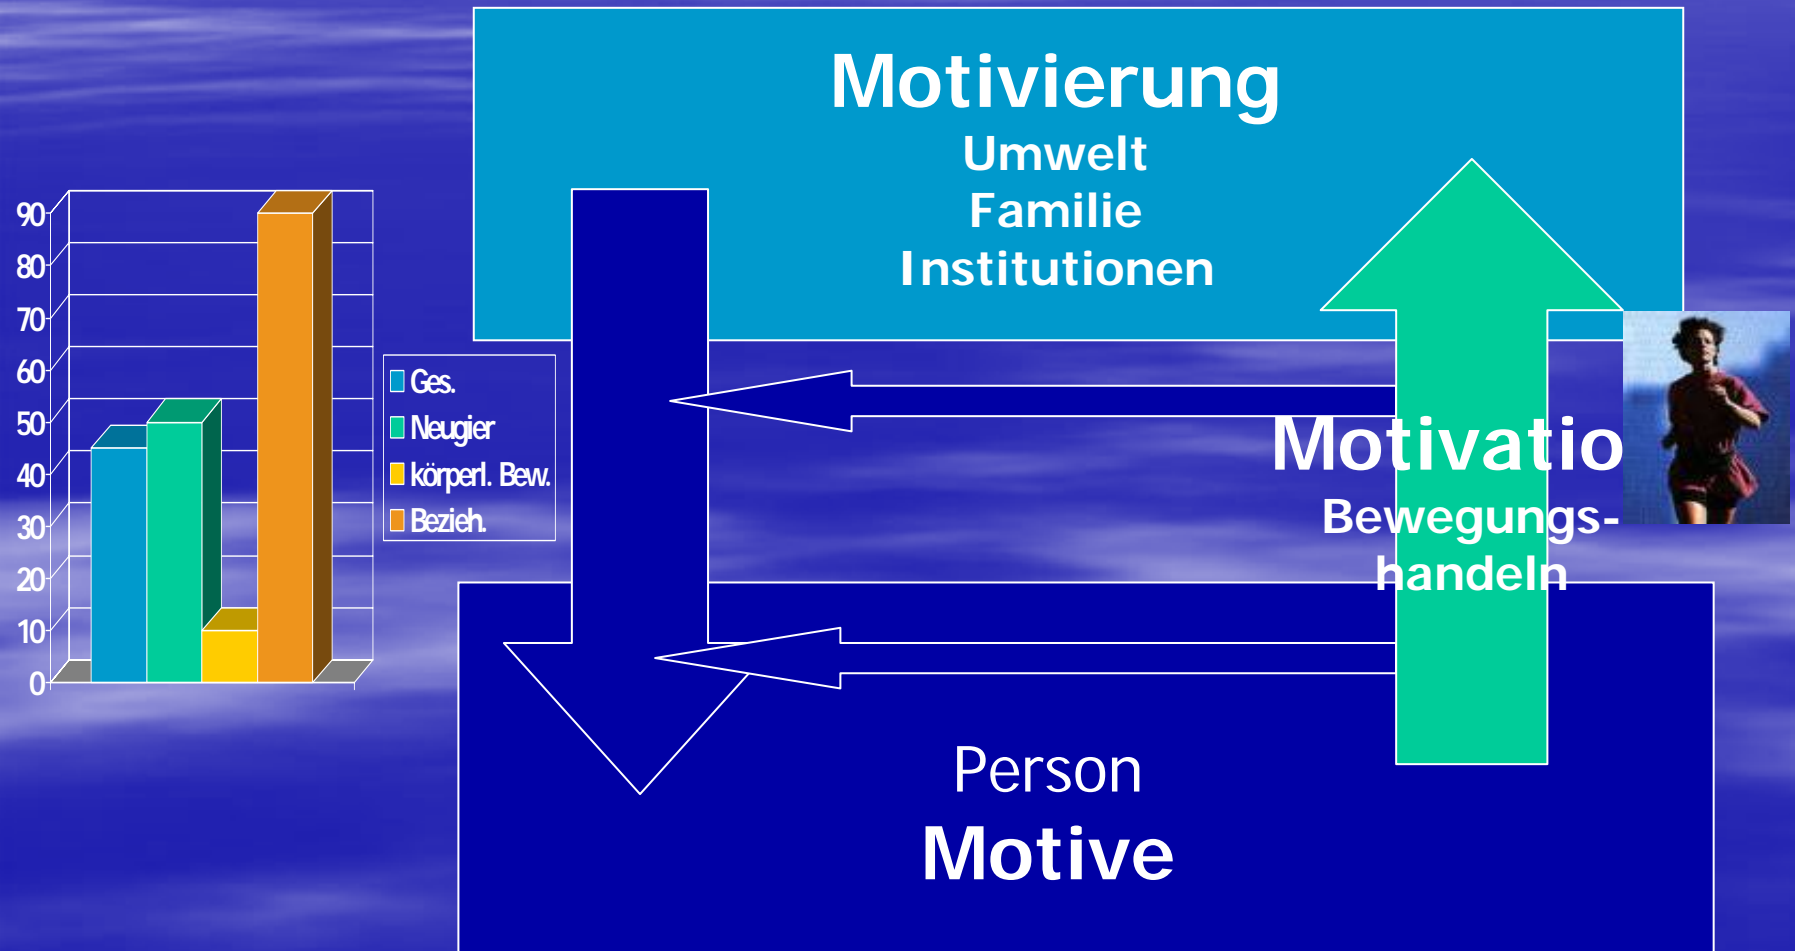 Motivierung
Umwelt
Familie
Institutionen
90
80
70
60
50
40
30
20
10
0
Ges.
Neugier
körperl. Bew.
Bezieh.
Motivatio
Bewegungs-
handeln
Person
Motive